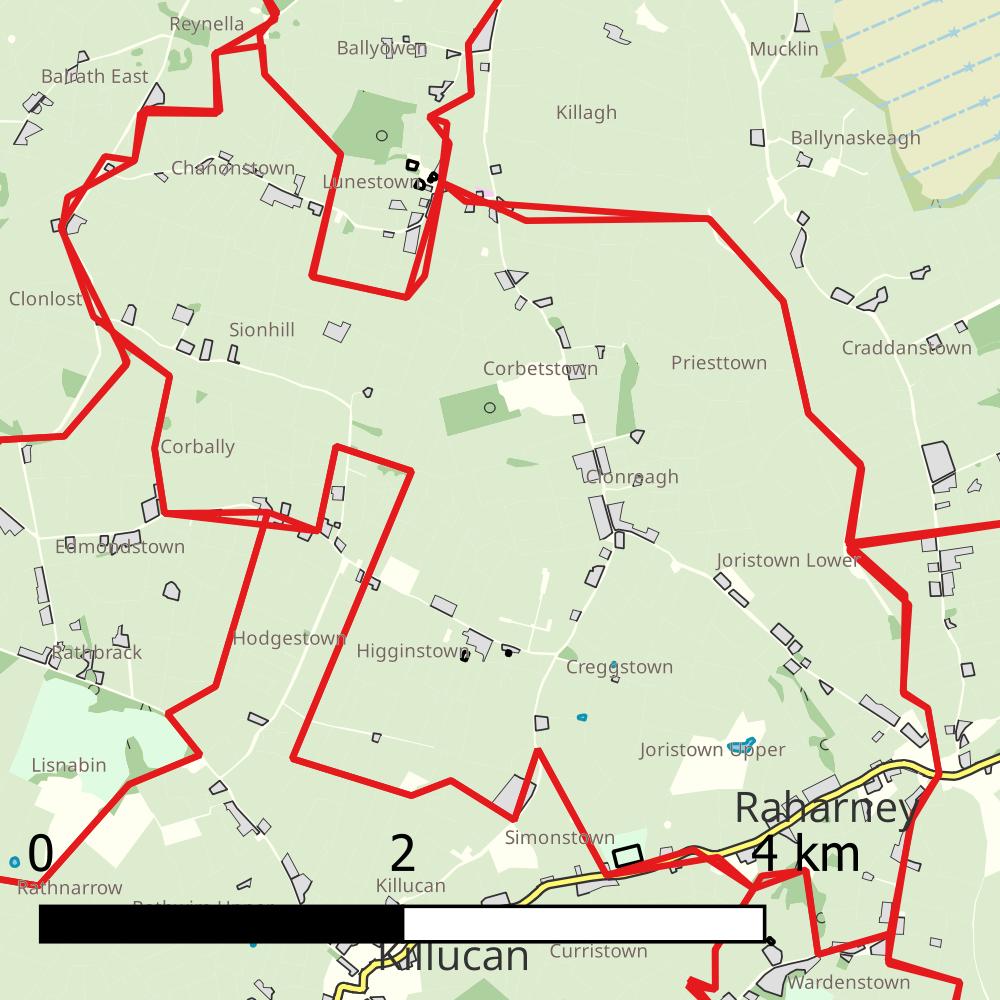 Reynella
Ballyowen
Mucklin
Balrath East
Killagh
Ballynaskeagh
Chanonstown
Lunestown
Clonlost
Sionhill
Craddanstown
Corbetstown
Priesttown
Corbally
Clonreagh
Edmondstown
Joristown Lower
Hodgestown
Rathbrack
Higginstown
Creggstown
Joristown Upper
Lisnabin
Raharney
Simonstown
0 2 4 km
Rathnarrow
Killucan
Rathwire Upper
Killucan
Curristown
Wardenstown